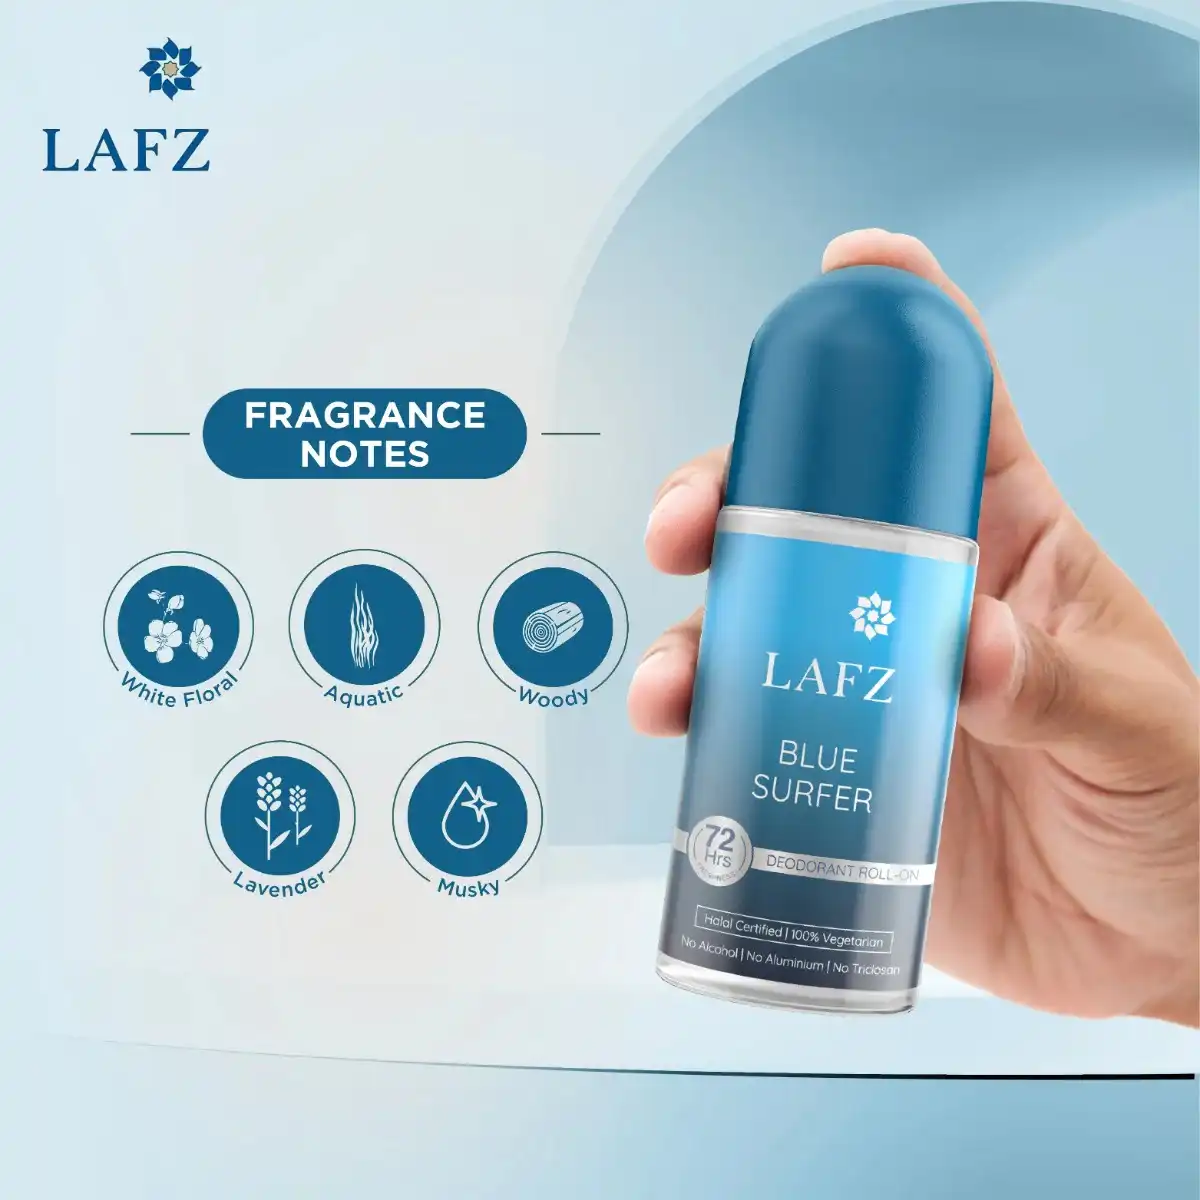 LAFZ
FRAGRANCE
NOTES
White Floral
Aquatic
Woody
Lavender
Musky
LAFZ
BLUE
SURFER
72
Hrs
DEODORANT ROLL-ON
Halal Certified | 100% Vegetarian
No Alcohol | No Aluminium | No Triclosan